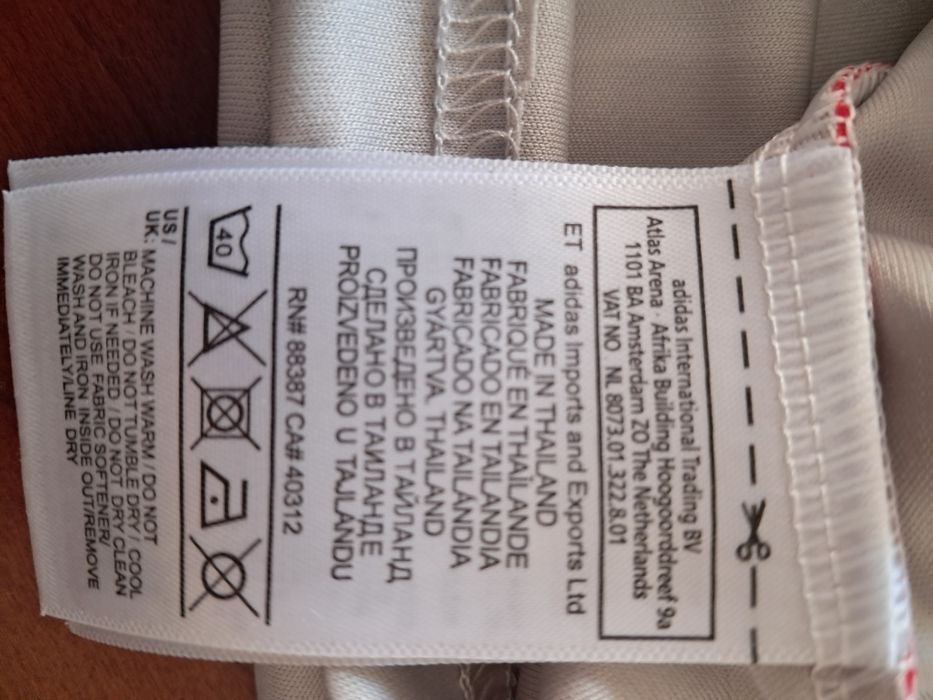 adidas International Trading BV
Atlas Arena · Afrika Building Hoogoorddreef 9a
1101 BA Amsterdam ZO The Netherlands
VAT NO NL 8073.01.322.8.01
ET adidas Imports and Exports Ltd
MADE IN THAILAND
FABRIQUÉ EN THAÏLANDE
FABRICADO EN TAILANDIA
FABRICADO NA TAILÂNDIA
GYÁRTVA THAILAND
ПРОИЗВЕДЕНО В ТАЙЛАНД
СДЕЛАНО В ТАИЛАНДЕ
PROIZVEDENO U TAJLANDU
RN# 88387 CA# 40312
40
US /
UK: MACHINE WASH WARM / DO NOT
BLEACH / DO NOT TUMBLE DRY / COOL
IRON IF NEEDED / DO NOT DRY CLEAN
DO NOT USE FABRIC SOFTENER/
WASH AND IRON INSIDE OUT/REMOVE
IMMEDIATELY/LINE DRY